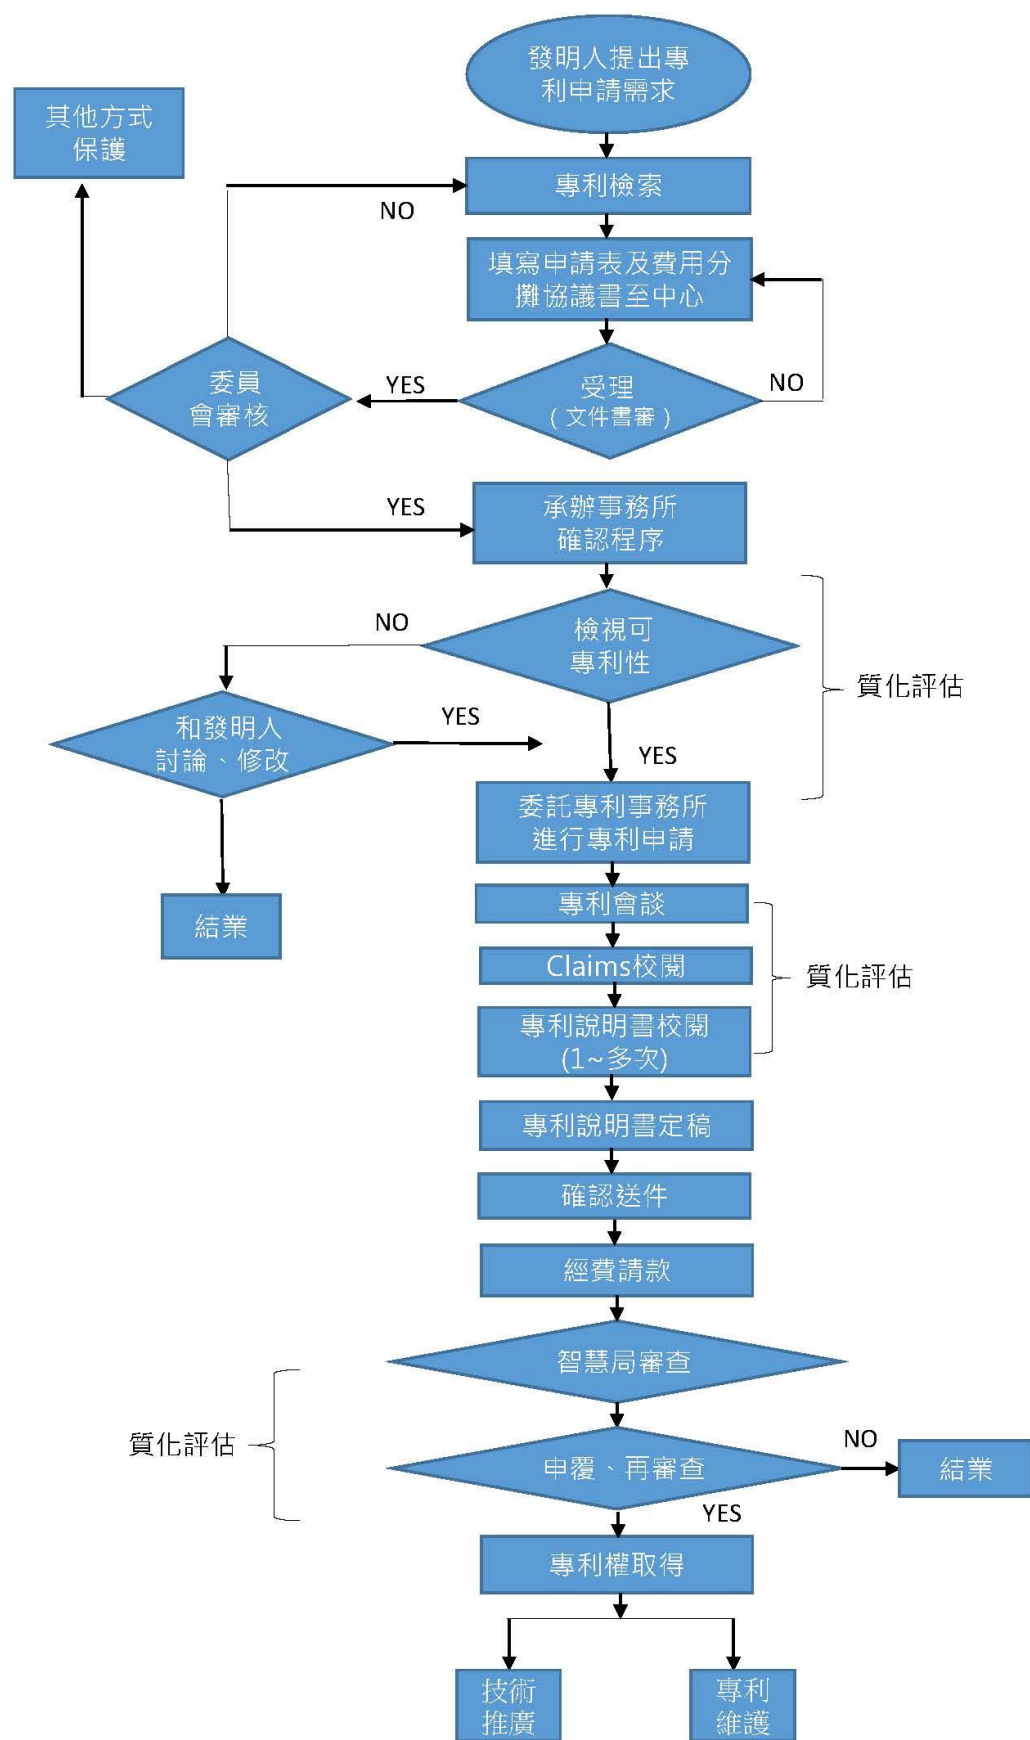 發明人提出專
利申請需求
其他方式
保護
專利檢索
NO
填寫申請表及費用分
攤協議書至中心
委員
會審核
YES
受理
(文件書審)
NO
YES
承辦事務所
確認程序
NO
檢視可
專利性
質化評估
和發明人
討論、修改
YES
YES
委託專利事務所
進行專利申請
結業
專利會談
Claims校閱
質化評估
專利說明書校閱
(1~多次)
專利說明書定稿
確認送件
經費請款
智慧局審查
質化評估
申覆、再審查
NO
結業
YES
專利權取得
技術
推廣
專利
維護